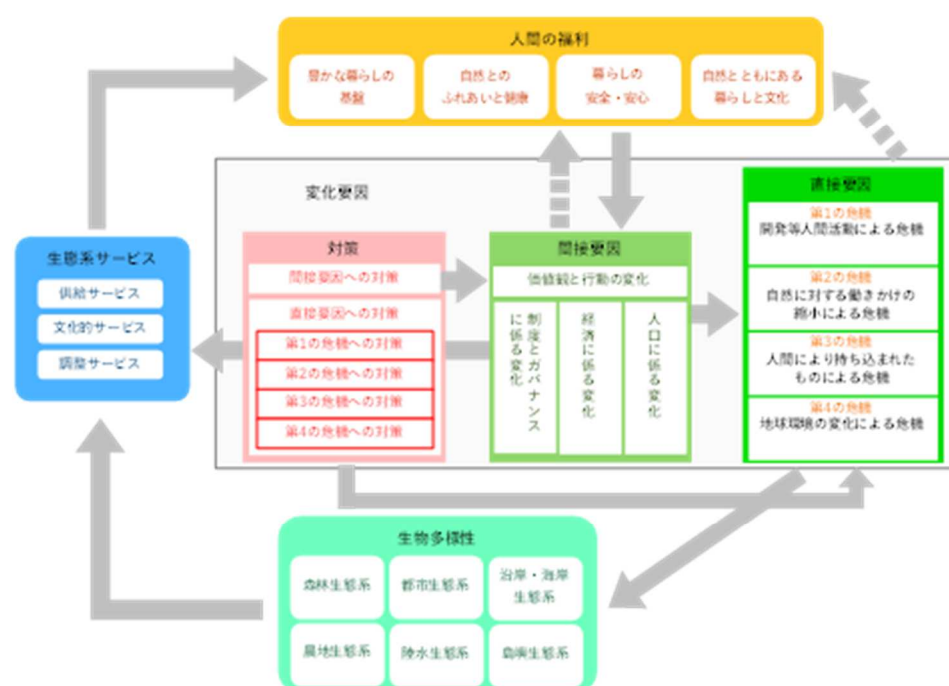 人間の福利
豊かな暮らしの
基盤
自然との
ふれあいと健康
暮らしの
安全・安心
自然とともにある
暮らしと文化
変化要因
生態系サービス
供給サービス
文化的サービス
調整サービス
対策
間接要因への対策
直接要因への対策
第1の危機への対策
第2の危機への対策
第3の危機への対策
第4の危機への対策
間接要因
価値観と行動の変化
制度とガバナンス
に係る変化
経済に係る変化
人口に係る変化
直接要因
第1の危機
開発等人間活動による危機
第2の危機
自然に対する働きかけの
縮小による危機
第3の危機
人間により持ち込まれた
ものによる危機
第4の危機
地球環境の変化による危機
生物多様性
森林生態系
都市生態系
沿岸・海岸
生態系
農地生態系
陸水生態系
島嶼生態系